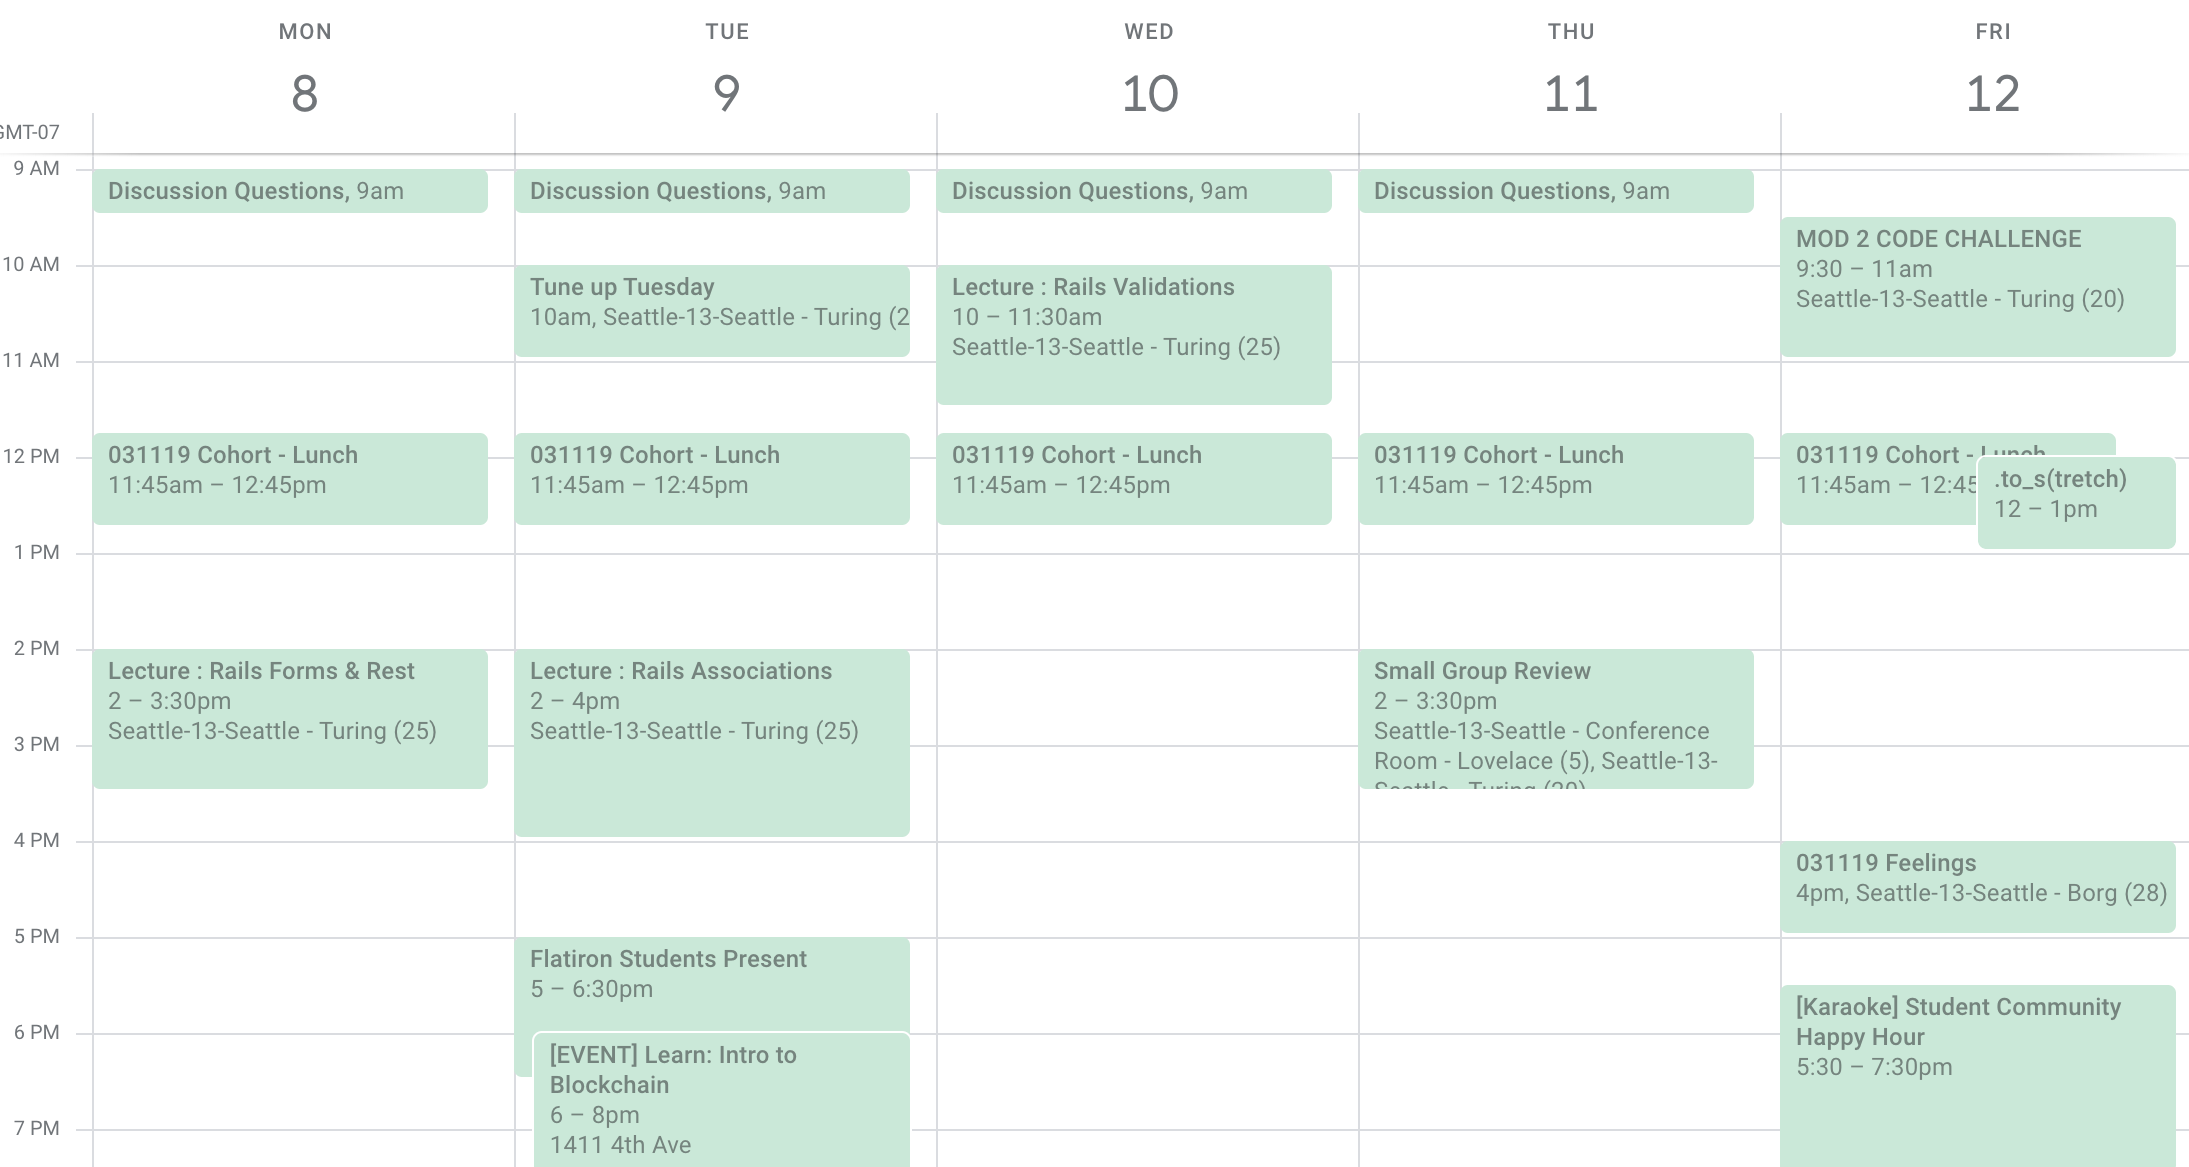 MON
8
TUE
9
WED
10
THU
11
FRI
12
GMT-07
9 AM
10 AM
11 AM
12 PM
1 PM
2 PM
3 PM
4 PM
5 PM
6 PM
7 PM
Discussion Questions, 9am
031119 Cohort - Lunch
11:45am – 12:45pm
Lecture : Rails Forms & Rest
2 – 3:30pm
Seattle-13-Seattle - Turing (25)
Discussion Questions, 9am
Tune up Tuesday
10am, Seattle-13-Seattle - Turing (2
031119 Cohort - Lunch
11:45am – 12:45pm
Lecture : Rails Associations
2 – 4pm
Seattle-13-Seattle - Turing (25)
Flatiron Students Present
5 – 6:30pm
[EVENT] Learn: Intro to
Blockchain
6 – 8pm
1411 4th Ave
Discussion Questions, 9am
Lecture : Rails Validations
10 – 11:30am
Seattle-13-Seattle - Turing (25)
031119 Cohort - Lunch
11:45am – 12:45pm
Discussion Questions, 9am
031119 Cohort - Lunch
11:45am – 12:45pm
Small Group Review
2 – 3:30pm
Seattle-13-Seattle - Conference
Room - Lovelace (5), Seattle-13-
Seattle - Turing (20)
MOD 2 CODE CHALLENGE
9:30 – 11am
Seattle-13-Seattle - Turing (20)
031119 Cohort - Lunch
11:45am – 12:45
.to_s(tretch)
12 – 1pm
031119 Feelings
4pm, Seattle-13-Seattle - Borg (28)
[Karaoke] Student Community
Happy Hour
5:30 – 7:30pm